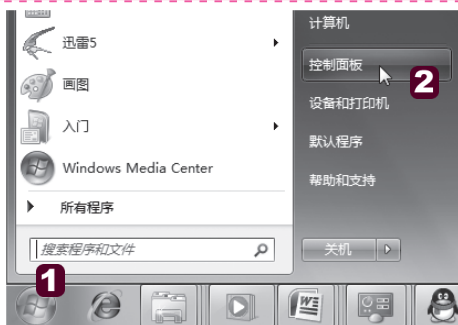 迅雷5
画图
入门
Windows Media Center
所有程序
搜索程序和文件
计算机
控制面板
2
设备和打印机
默认程序
帮助和支持
关机
1